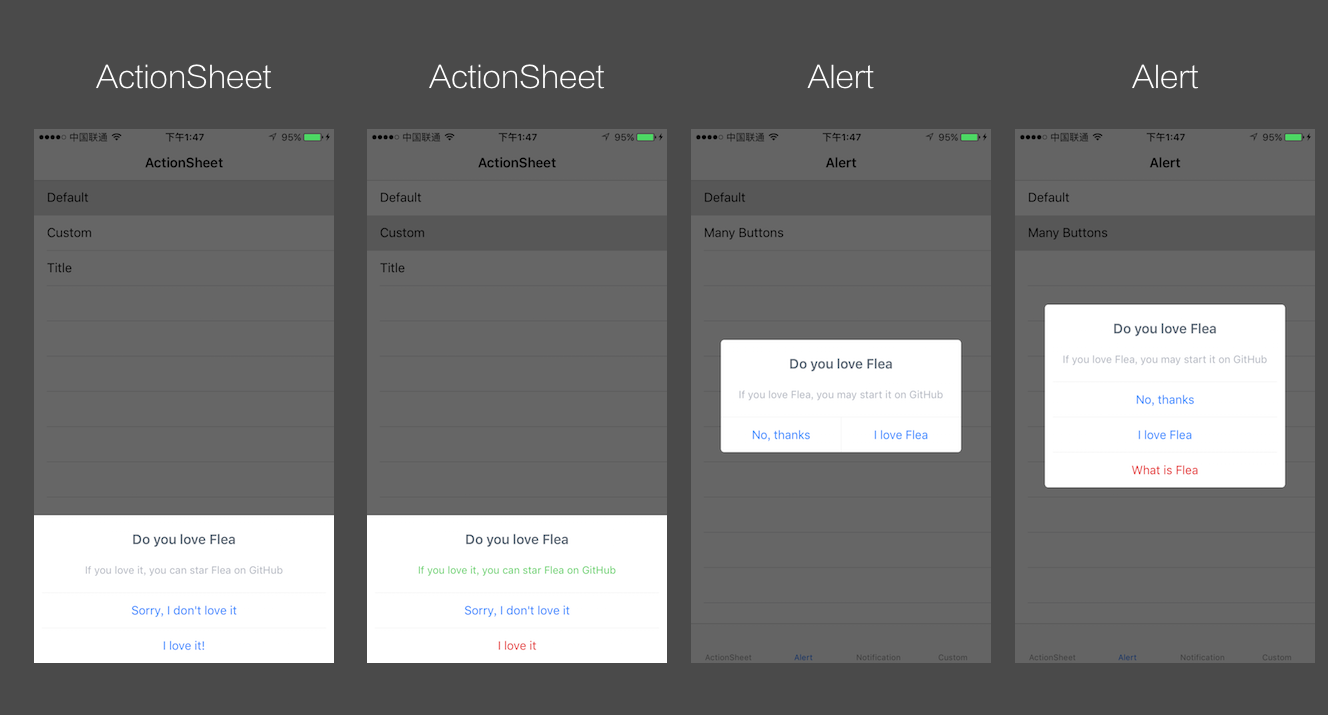 ActionSheet
中国联通
下午1:47
95%
ActionSheet
Default
Custom
Title
Do you love Flea
If you love it, you can star Flea on GitHub
Sorry, I don't love it
I love it!
ActionSheet
中国联通
下午1:47
95%
ActionSheet
Default
Custom
Title
Do you love Flea
If you love it, you can star Flea on GitHub
Sorry, I don't love it
I love it
Alert
中国联通
下午1:47
95%
Alert
Default
Many Buttons
Do you love Flea
If you love Flea, you may start it on GitHub
No, thanks
I love Flea
ActionSheet
Alert
Notification
Custom
Alert
中国联通
下午1:47
95%
Alert
Default
Many Buttons
Do you love Flea
If you love Flea, you may start it on GitHub
No, thanks
I love Flea
What is Flea
ActionSheet
Alert
Notification
Custom